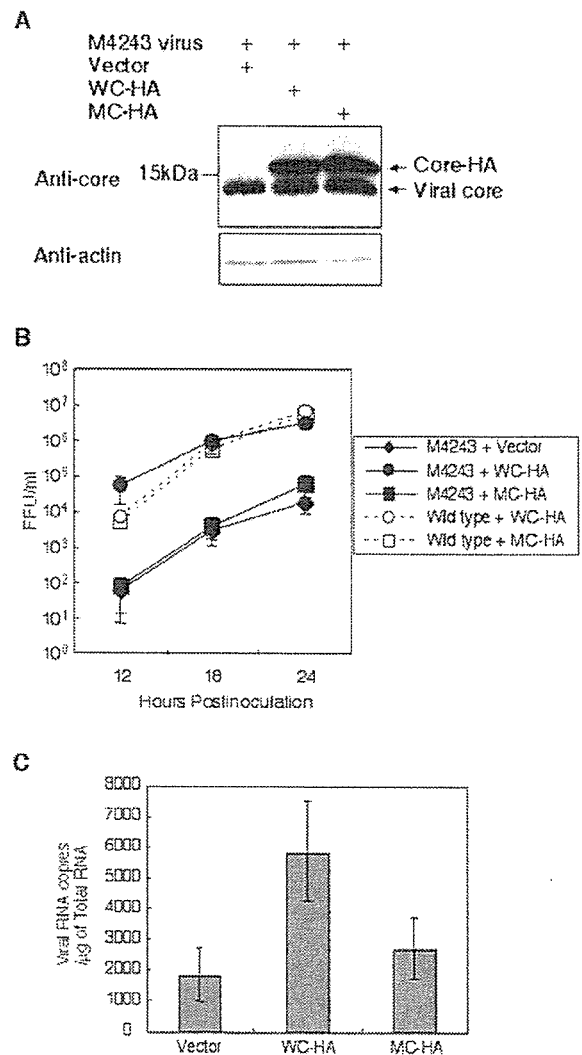 A
M4243 virus + + +
Vector +
WC-HA +
MC-HA +
Anti-core 15kDa Core-HA
Viral core
Anti-actin
B
10⁸
10⁷
10⁶
10⁵
10⁴
10³
10²
10¹
10⁰
FFU/ml
12 18 24
Hours Postinoculation
M4243 + Vector
M4243 + WC-HA
M4243 + MC-HA
Wild type + WC-HA
Wild type + MC-HA
C
Viral RNA copies
/μg of Total RNA
8000
7000
6000
5000
4000
3000
2000
1000
0
Vector WC-HA MC-HA